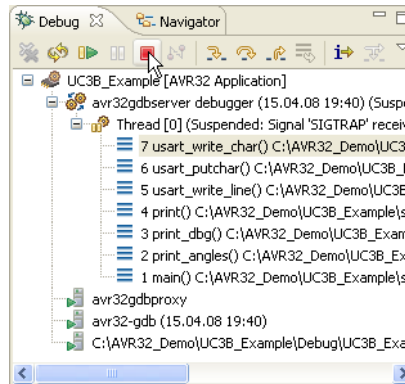 Debug Navigator
UC3B_Example [AVR32 Application]
avr32gdbserver debugger (15.04.08 19:40) (Susp
Thread [0] (Suspended: Signal 'SIGTRAP' receiv
7 usart_write_char() C:\AVR32_Demo\UC3
6 usart_putchar() C:\AVR32_Demo\UC3B_
5 usart_write_line() C:\AVR32_Demo\UC3B
4 print() C:\AVR32_Demo\UC3B_Example\s
3 print_dbg() C:\AVR32_Demo\UC3B_Exam
2 print_angles() C:\AVR32_Demo\UC3B_Ex
1 main() C:\AVR32_Demo\UC3B_Example\s
avr32gdbproxy
avr32-gdb (15.04.08 19:40)
C:\AVR32_Demo\UC3B_Example\Debug\UC3B_Exa